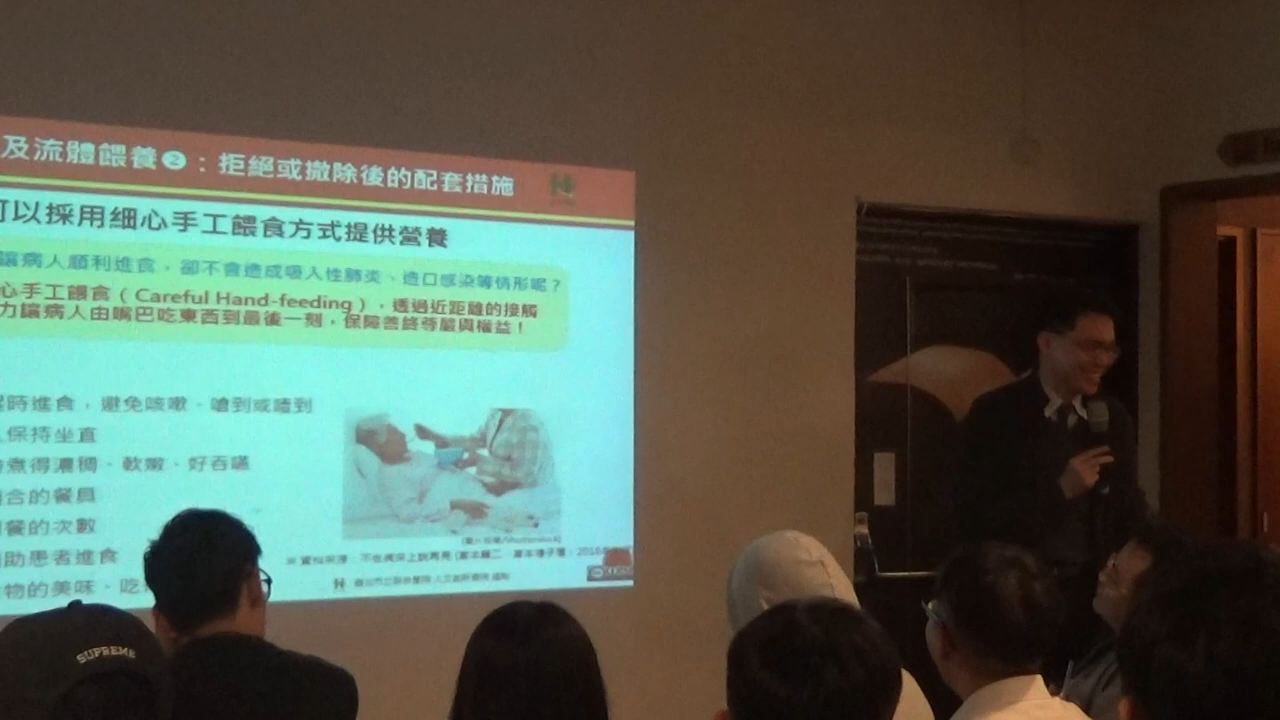 及流體餵養❷：拒絕或撤除後的配套措施
可以採用細心手工餵食方式提供營養
讓病人順利進食，卻不會造成吸入性肺炎、造口感染等情形呢？
心手工餵食（Careful Hand-feeding），透過近距離的接觸
力讓病人由嘴巴吃東西到最後一刻，保障善終尊嚴與權益！
時進食，避免咳嗽、嗆到或噎到
保持坐直
煮得濃稠、軟嫩、好吞嚥
合的餐具
餐的次數
助患者進食
物的美味、吃
SUPREME